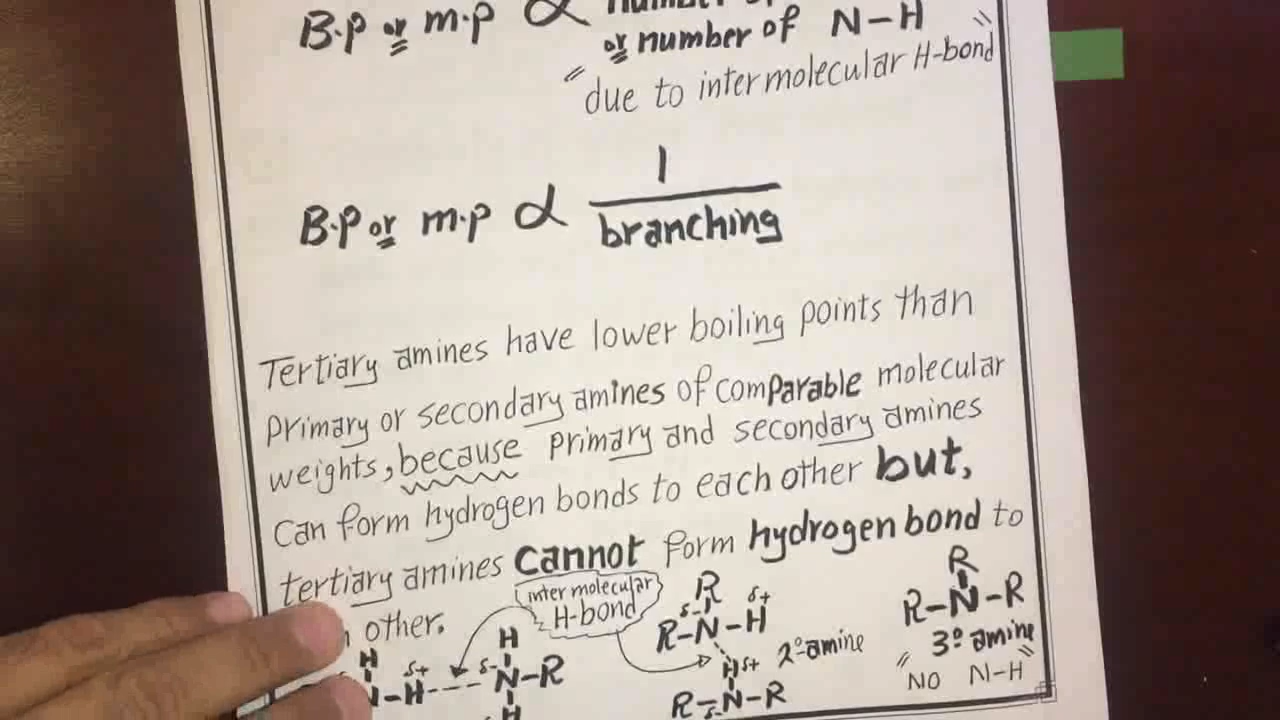 B.P or m.p ∝
or number of N-H
"due to intermolecular H-bond"
B.P or m.p ∝ 1
branching
Tertiary amines have lower boiling points than
primary or secondary amines of comparable molecular
weights, because primary and secondary amines
can form hydrogen bonds to each other but,
tertiary amines cannot form hydrogen bond to
other.
inter molecular
H-bond
H
δ+
-H---
H
δ-
N-R
H
R
δ- δ+
R-N-H
H δ+
R-N-R
δ-
2° amine
R
R-N-R
3° amine
"NO N-H"